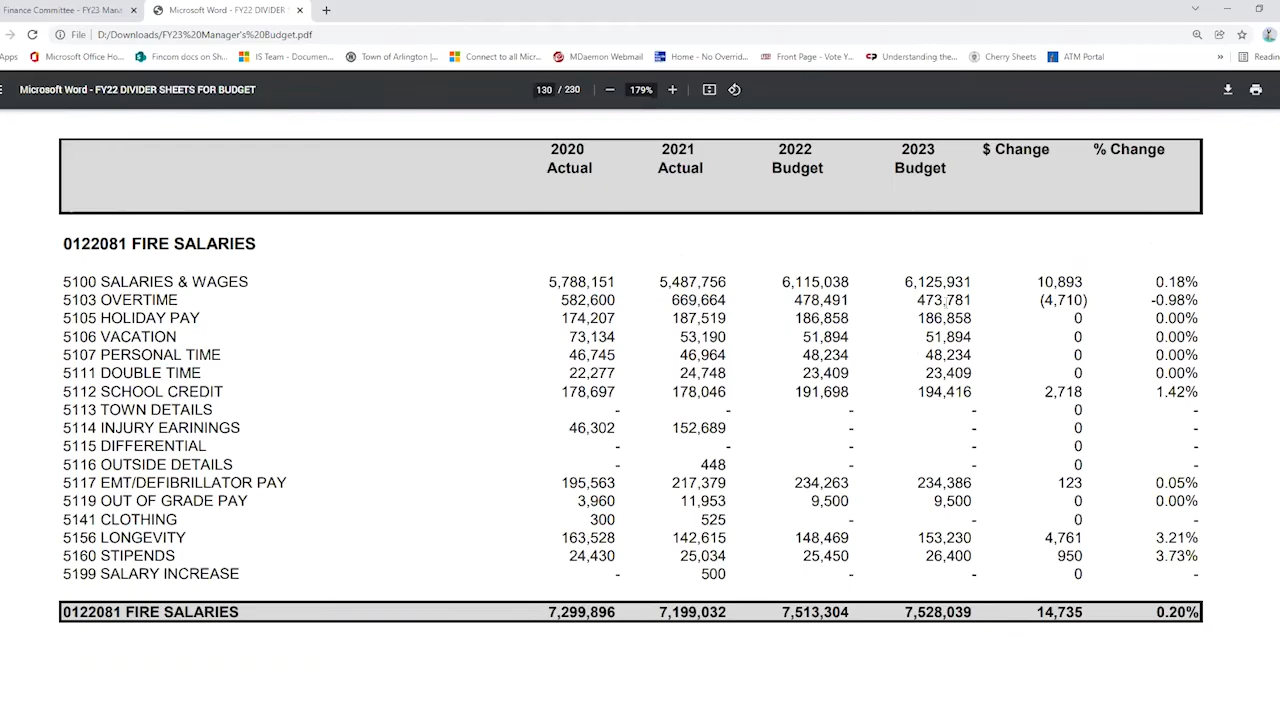 Finance Committee - FY23 Mana
Microsoft Word - FY22 DIVIDER
File D:/Downloads/FY23%20Manager's%20Budget.pdf
Apps Microsoft Office Ho... Fincom docs on Sh... IS Team - Documen... Town of Arlington |... Connect to all Micr... MDaemon Webmail Home - No Overrid... Front Page - Vote Y... Understanding the... Cherry Sheets ATM Portal » Readin
Microsoft Word - FY22 DIVIDER SHEETS FOR BUDGET 130 / 230 179%
2020 2021 2022 2023 $ Change % Change
Actual Actual Budget Budget
0122081 FIRE SALARIES
5100 SALARIES & WAGES 5,788,151 5,487,756 6,115,038 6,125,931 10,893 0.18%
5103 OVERTIME 582,600 669,664 478,491 473,781 (4,710) -0.98%
5105 HOLIDAY PAY 174,207 187,519 186,858 186,858 0 0.00%
5106 VACATION 73,134 53,190 51,894 51,894 0 0.00%
5107 PERSONAL TIME 46,745 46,964 48,234 48,234 0 0.00%
5111 DOUBLE TIME 22,277 24,748 23,409 23,409 0 0.00%
5112 SCHOOL CREDIT 178,697 178,046 191,698 194,416 2,718 1.42%
5113 TOWN DETAILS - - - - 0 -
5114 INJURY EARININGS 46,302 152,689 - - 0 -
5115 DIFFERENTIAL - - - - 0 -
5116 OUTSIDE DETAILS - 448 - - 0 -
5117 EMT/DEFIBRILLATOR PAY 195,563 217,379 234,263 234,386 123 0.05%
5119 OUT OF GRADE PAY 3,960 11,953 9,500 9,500 0 0.00%
5141 CLOTHING 300 525 - - 0 -
5156 LONGEVITY 163,528 142,615 148,469 153,230 4,761 3.21%
5160 STIPENDS 24,430 25,034 25,450 26,400 950 3.73%
5199 SALARY INCREASE - 500 - - 0 -
0122081 FIRE SALARIES 7,299,896 7,199,032 7,513,304 7,528,039 14,735 0.20%